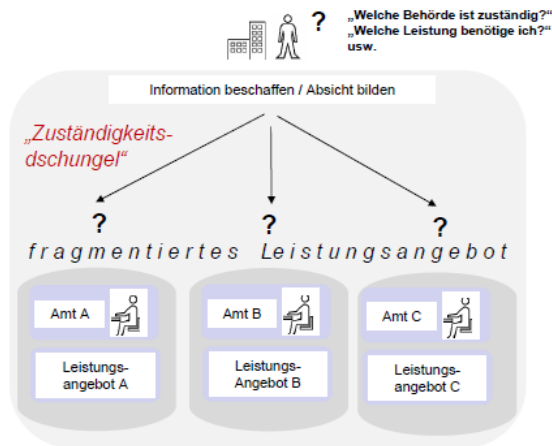 ?
„Welche Behörde ist zuständig?“
„Welche Leistung benötige ich?“
usw.
Information beschaffen / Absicht bilden
„Zuständigkeits-
dschungel“
? ? ?
fragmentiertes Leistungsangebot
Amt A
Amt B
Amt C
Leistungs-
angebot A
Leistungs-
Angebot B
Leistungs-
angebot C